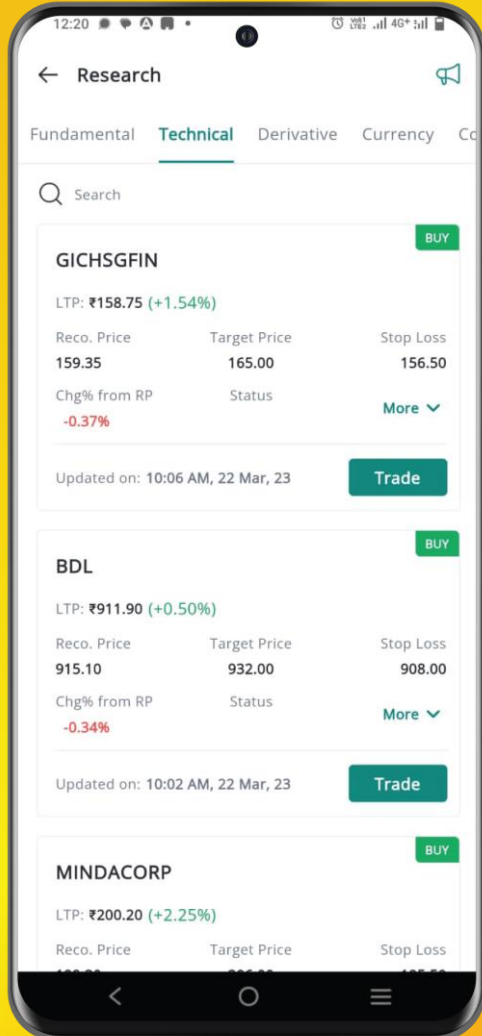 12:20
4G+
Research
Fundamental Technical Derivative Currency
Search
BUY
GICHSGFIN
LTP: ₹158.75 (+1.54%)
Reco. Price Target Price Stop Loss
159.35 165.00 156.50
Chg% from RP Status
More
-0.37%
Updated on: 10:06 AM, 22 Mar, 23 Trade
BUY
BDL
LTP: ₹911.90 (+0.50%)
Reco. Price Target Price Stop Loss
915.10 932.00 908.00
Chg% from RP Status
More
-0.34%
Updated on: 10:02 AM, 22 Mar, 23 Trade
BUY
MINDACORP
LTP: ₹200.20 (+2.25%)
Reco. Price Target Price Stop Loss